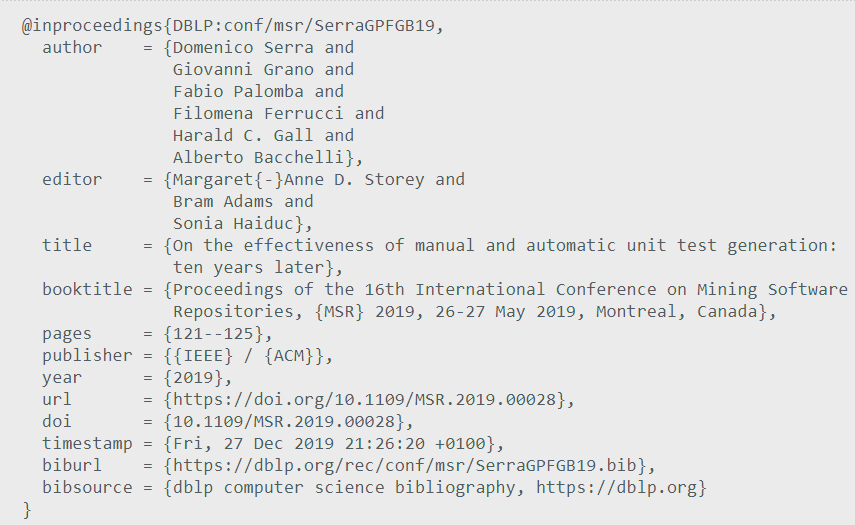 @inproceedings{DBLP:conf/msr/SerraGPFGB19,
  author    = {Domenico Serra and
               Giovanni Grano and
               Fabio Palomba and
               Filomena Ferrucci and
               Harald C. Gall and
               Alberto Bacchelli},
  editor    = {Margaret{-}Anne D. Storey and
               Bram Adams and
               Sonia Haiduc},
  title     = {On the effectiveness of manual and automatic unit test generation:
               ten years later},
  booktitle = {Proceedings of the 16th International Conference on Mining Software
               Repositories, {MSR} 2019, 26-27 May 2019, Montreal, Canada},
  pages     = {121--125},
  publisher = {{IEEE} / {ACM}},
  year      = {2019},
  url       = {https://doi.org/10.1109/MSR.2019.00028},
  doi       = {10.1109/MSR.2019.00028},
  timestamp = {Fri, 27 Dec 2019 21:26:20 +0100},
  biburl    = {https://dblp.org/rec/conf/msr/SerraGPFGB19.bib},
  bibsource = {dblp computer science bibliography, https://dblp.org}
}